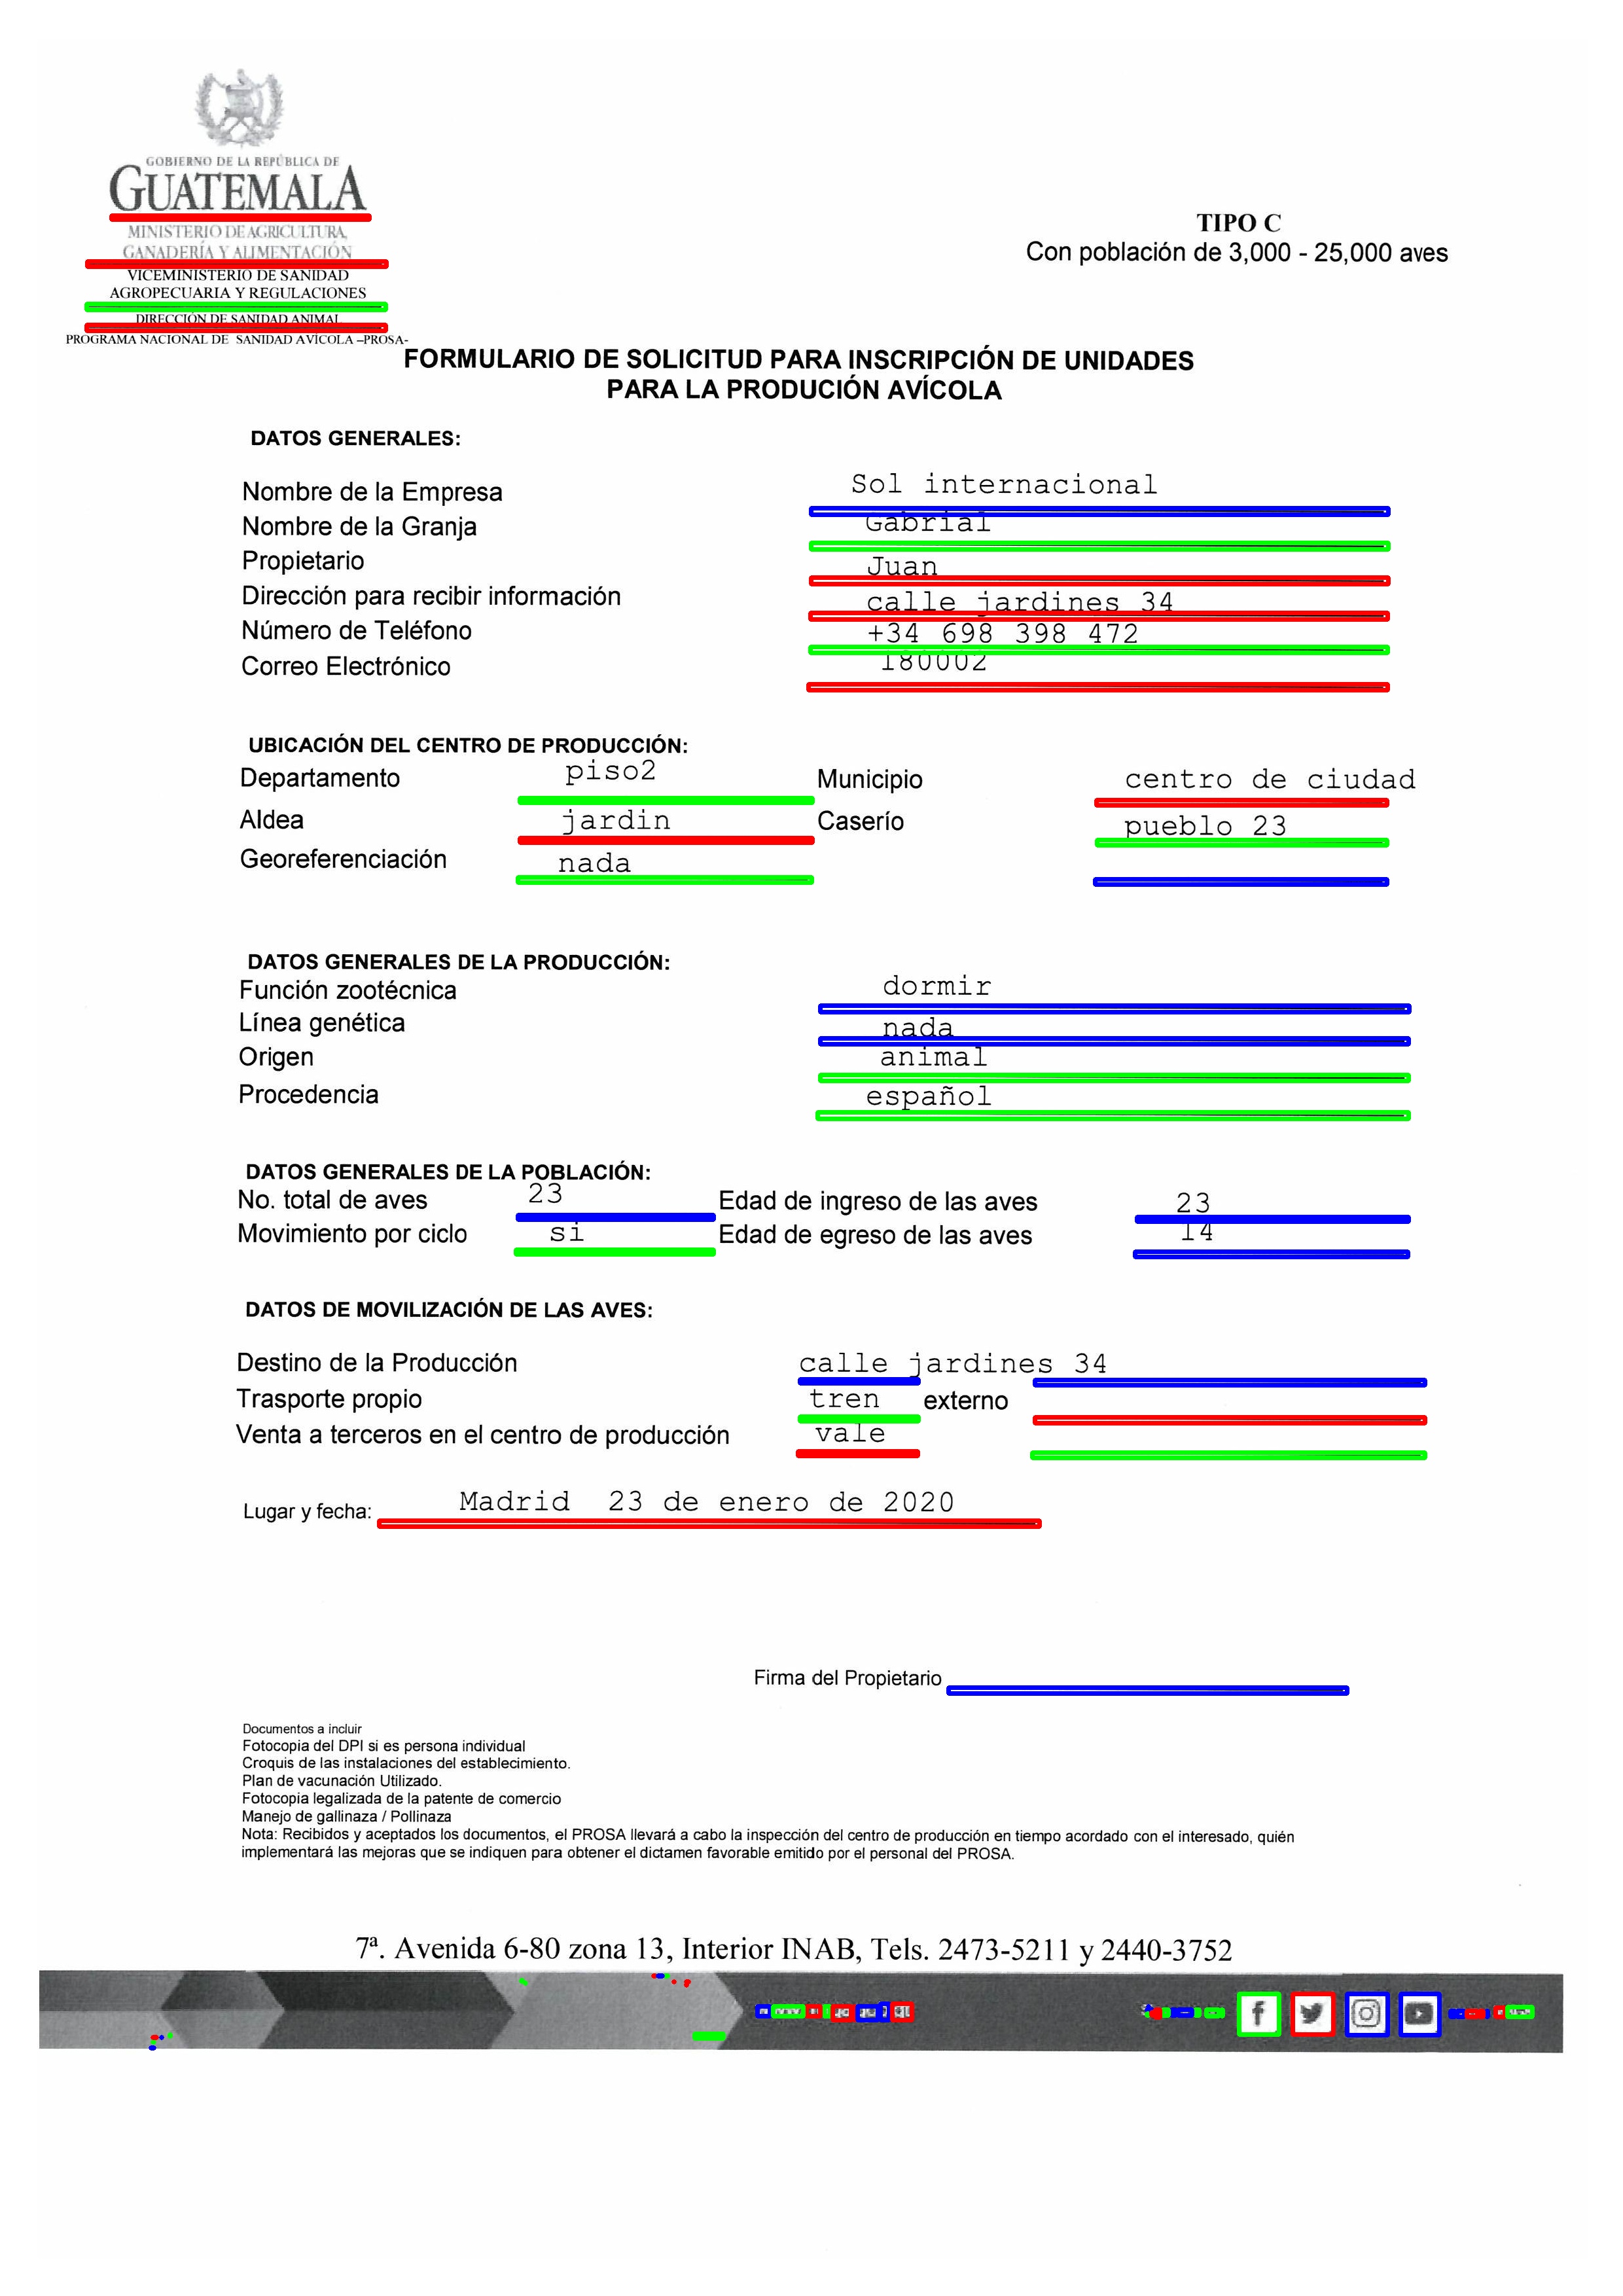 GOBIERNO DE LA REPÚBLICA DE
GUATEMALA
MINISTERIO DE AGRICULTURA,
GANADERÍA Y ALIMENTACIÓN
VICEMINISTERIO DE SANIDAD
AGROPECUARIA Y REGULACIONES
DIRECCIÓN DE SANIDAD ANIMAL
PROGRAMA NACIONAL DE SANIDAD AVÍCOLA –PROSA-
TIPO C
Con población de 3,000 - 25,000 aves
FORMULARIO DE SOLICITUD PARA INSCRIPCIÓN DE UNIDADES
PARA LA PRODUCIÓN AVÍCOLA
DATOS GENERALES:
Nombre de la Empresa Sol internacional
Nombre de la Granja Gabrial
Propietario Juan
Dirección para recibir información calle jardines 34
Número de Teléfono +34 698 398 472
Correo Electrónico 180002
UBICACIÓN DEL CENTRO DE PRODUCCIÓN:
Departamento piso2 Municipio centro de ciudad
Aldea jardin Caserío pueblo 23
Georeferenciación nada
DATOS GENERALES DE LA PRODUCCIÓN:
Función zootécnica dormir
Línea genética nada
Origen animal
Procedencia español
DATOS GENERALES DE LA POBLACIÓN:
No. total de aves 23 Edad de ingreso de las aves 23
Movimiento por ciclo si Edad de egreso de las aves 14
DATOS DE MOVILIZACIÓN DE LAS AVES:
Destino de la Producción calle jardines 34
Trasporte propio tren externo
Venta a terceros en el centro de producción vale
Lugar y fecha: Madrid 23 de enero de 2020
Firma del Propietario
Documentos a incluir
Fotocopia del DPI si es persona individual
Croquis de las instalaciones del establecimiento.
Plan de vacunación Utilizado.
Fotocopia legalizada de la patente de comercio
Manejo de gallinaza / Pollinaza
Nota: Recibidos y aceptados los documentos, el PROSA llevará a cabo la inspección del centro de producción en tiempo acordado con el interesado, quién
implementará las mejoras que se indiquen para obtener el dictamen favorable emitido por el personal del PROSA.
7ª. Avenida 6-80 zona 13, Interior INAB, Tels. 2473-5211 y 2440-3752